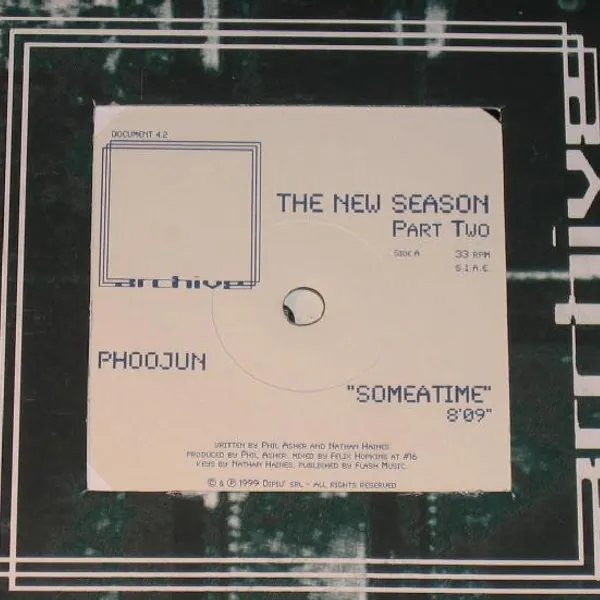 DOCUMENT 4.2
THE NEW SEASON
PART TWO
SIDE A 33 RPM
S.I.A.E.
archive
PHOOJUN
"SOMEATIME"
8'09"
WRITTEN BY PHIL ASHER AND NATHAN HAINES
PRODUCED BY PHIL ASHER. MIXED BY FELIX HOPKINS AT #16
KEYS BY NATHAN HAINES. PUBLISHED BY FLASH MUSIC.
© & ℗ 1999 DIPIU' SRL - ALL RIGHTS RESERVED
archive